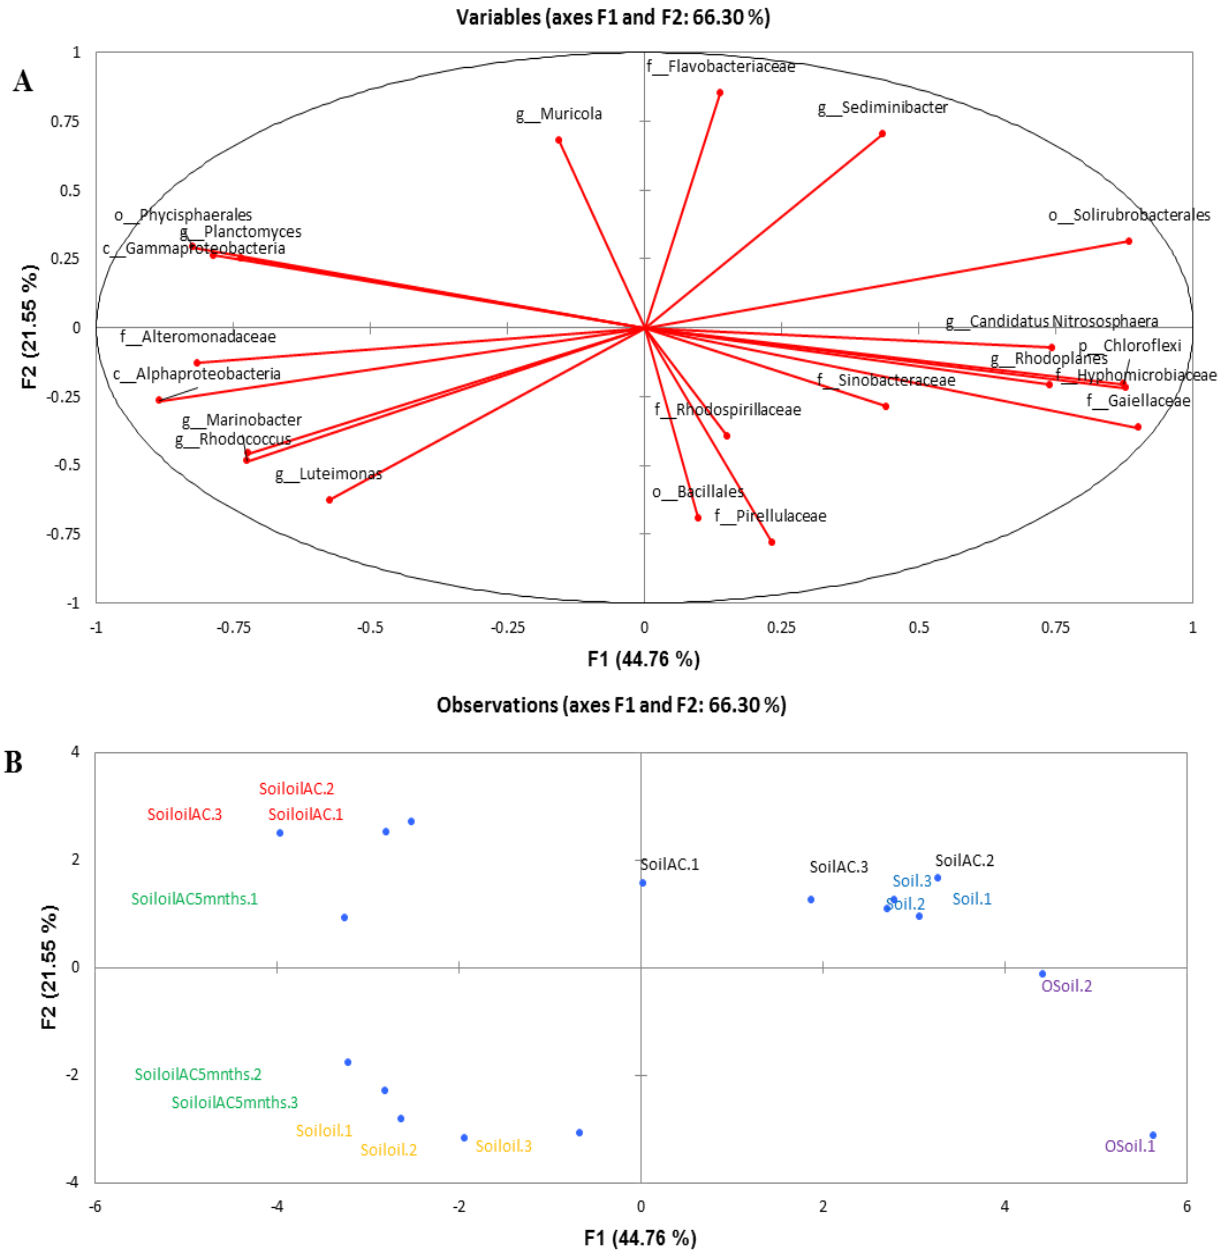 Variables (axes F1 and F2: 66.30 %)
A
1
f__Flavobacteriaceae
g__Sediminibacter
g__Muricola
0.75
0.5
o__Phycisphaerales
o__Solirubrobacterales
g__Planctomyces
c__Gammaproteobacteria
0.25
0
g__Candidatus Nitrososphaera
f__Alteromonadaceae
p__Chloroflexi
g__Rhodoplanes
c__Alphaproteobacteria
f__Hyphomicrobiaceae
f__Sinobacteraceae
-0.25
f__Gaiellaceae
f__Rhodospirillaceae
g__Marinobacter
g__Rhodococcus
-0.5
g__Luteimonas
o__Bacillales
f__Pirellulaceae
-0.75
-1
F2 (21.55 %)
-1 -0.75 -0.5 -0.25 0 0.25 0.5 0.75 1
F1 (44.76 %)
Observations (axes F1 and F2: 66.30 %)
B
4
SoiloilAC.2
SoiloilAC.3 SoiloilAC.1
2
SoilAC.1 SoilAC.3 SoilAC.2
Soil.3
SoiloilAC5mnths.1
Soil.2 Soil.1
0
OSoil.2
-2
SoiloilAC5mnths.2
SoiloilAC5mnths.3
Soiloil.1
Soiloil.2 Soiloil.3 OSoil.1
-4
F2 (21.55 %)
-6 -4 -2 0 2 4 6
F1 (44.76 %)